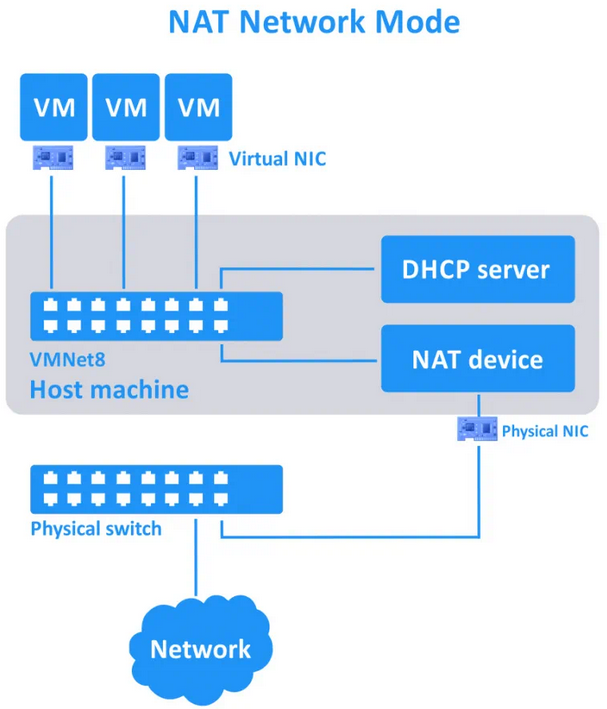 NAT Network Mode
VM VM VM
Virtual NIC
DHCP server
VMNet8
NAT device
Host machine
Physical NIC
Physical switch
Network